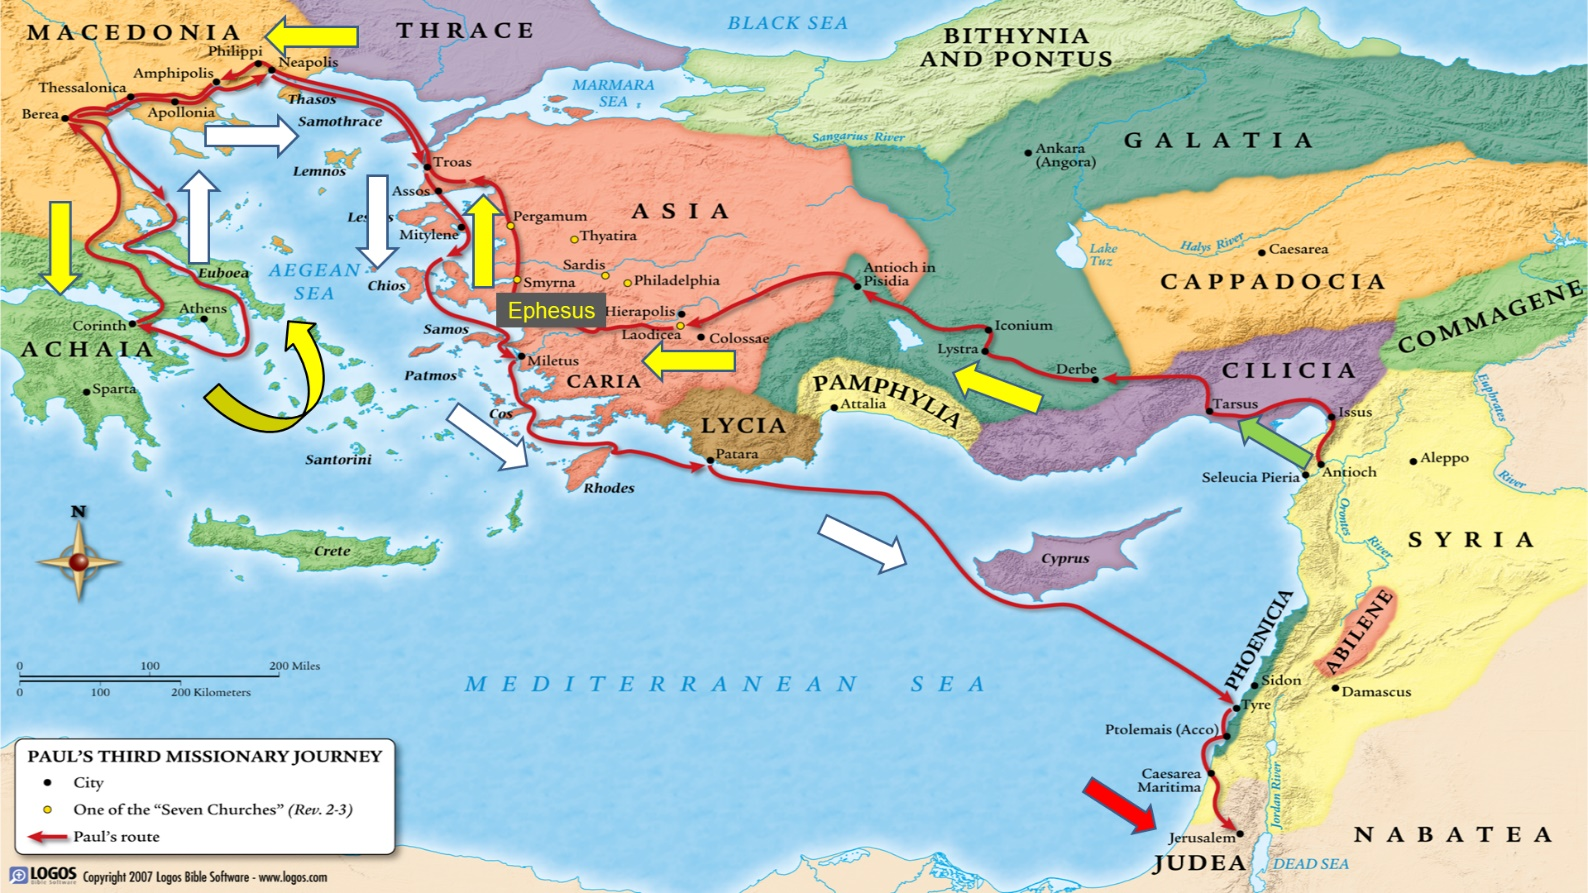 MACEDONIA
THRACE
BLACK SEA
BITHYNIA
AND PONTUS
Philippi
Neapolis
Amphipolis
Thessalonica
Apollonia
Berea
Thasos
Samothrace
MARMARA
SEA
Sangarius River
GALATIA
Ankara
(Angora)
Lemnos
Troas
Assos
Mitylene
Pergamum
Thyatira
ASIA
Lake
Tuz
Halys River
Caesarea
CAPPADOCIA
COMMAGENE
Euboea
AEGEAN
SEA
Chios
Sardis
Smyrna
Philadelphia
Antioch in
Pisidia
Ephesus
Hierapolis
Laodicea
Colossae
Iconium
Lystra
Derbe
Athens
Corinth
ACHAIA
Sparta
Samos
Miletus
Patmos
CARIA
Cos
LYCIA
PAMPHYLIA
Attalia
CILICIA
Tarsus
Issus
Euphrates
River
Seleucia Pieria
Antioch
Aleppo
Santorini
Patara
Rhodes
N
Crete
Cyprus
Orontes
River
SYRIA
PHOENICIA
ABILENE
Damascus
Sidon
Tyre
Ptolemais (Acco)
Caesarea
Maritima
Jordan River
Jerusalem
JUDEA
DEAD SEA
NABATEA
MEDITERRANEAN SEA
0 100 200 Miles
0 100 200 Kilometers
PAUL'S THIRD MISSIONARY JOURNEY
City
One of the "Seven Churches" (Rev. 2-3)
Paul's route
LOGOS
Bible Software
Copyright 2007 Logos Bible Software - www.logos.com